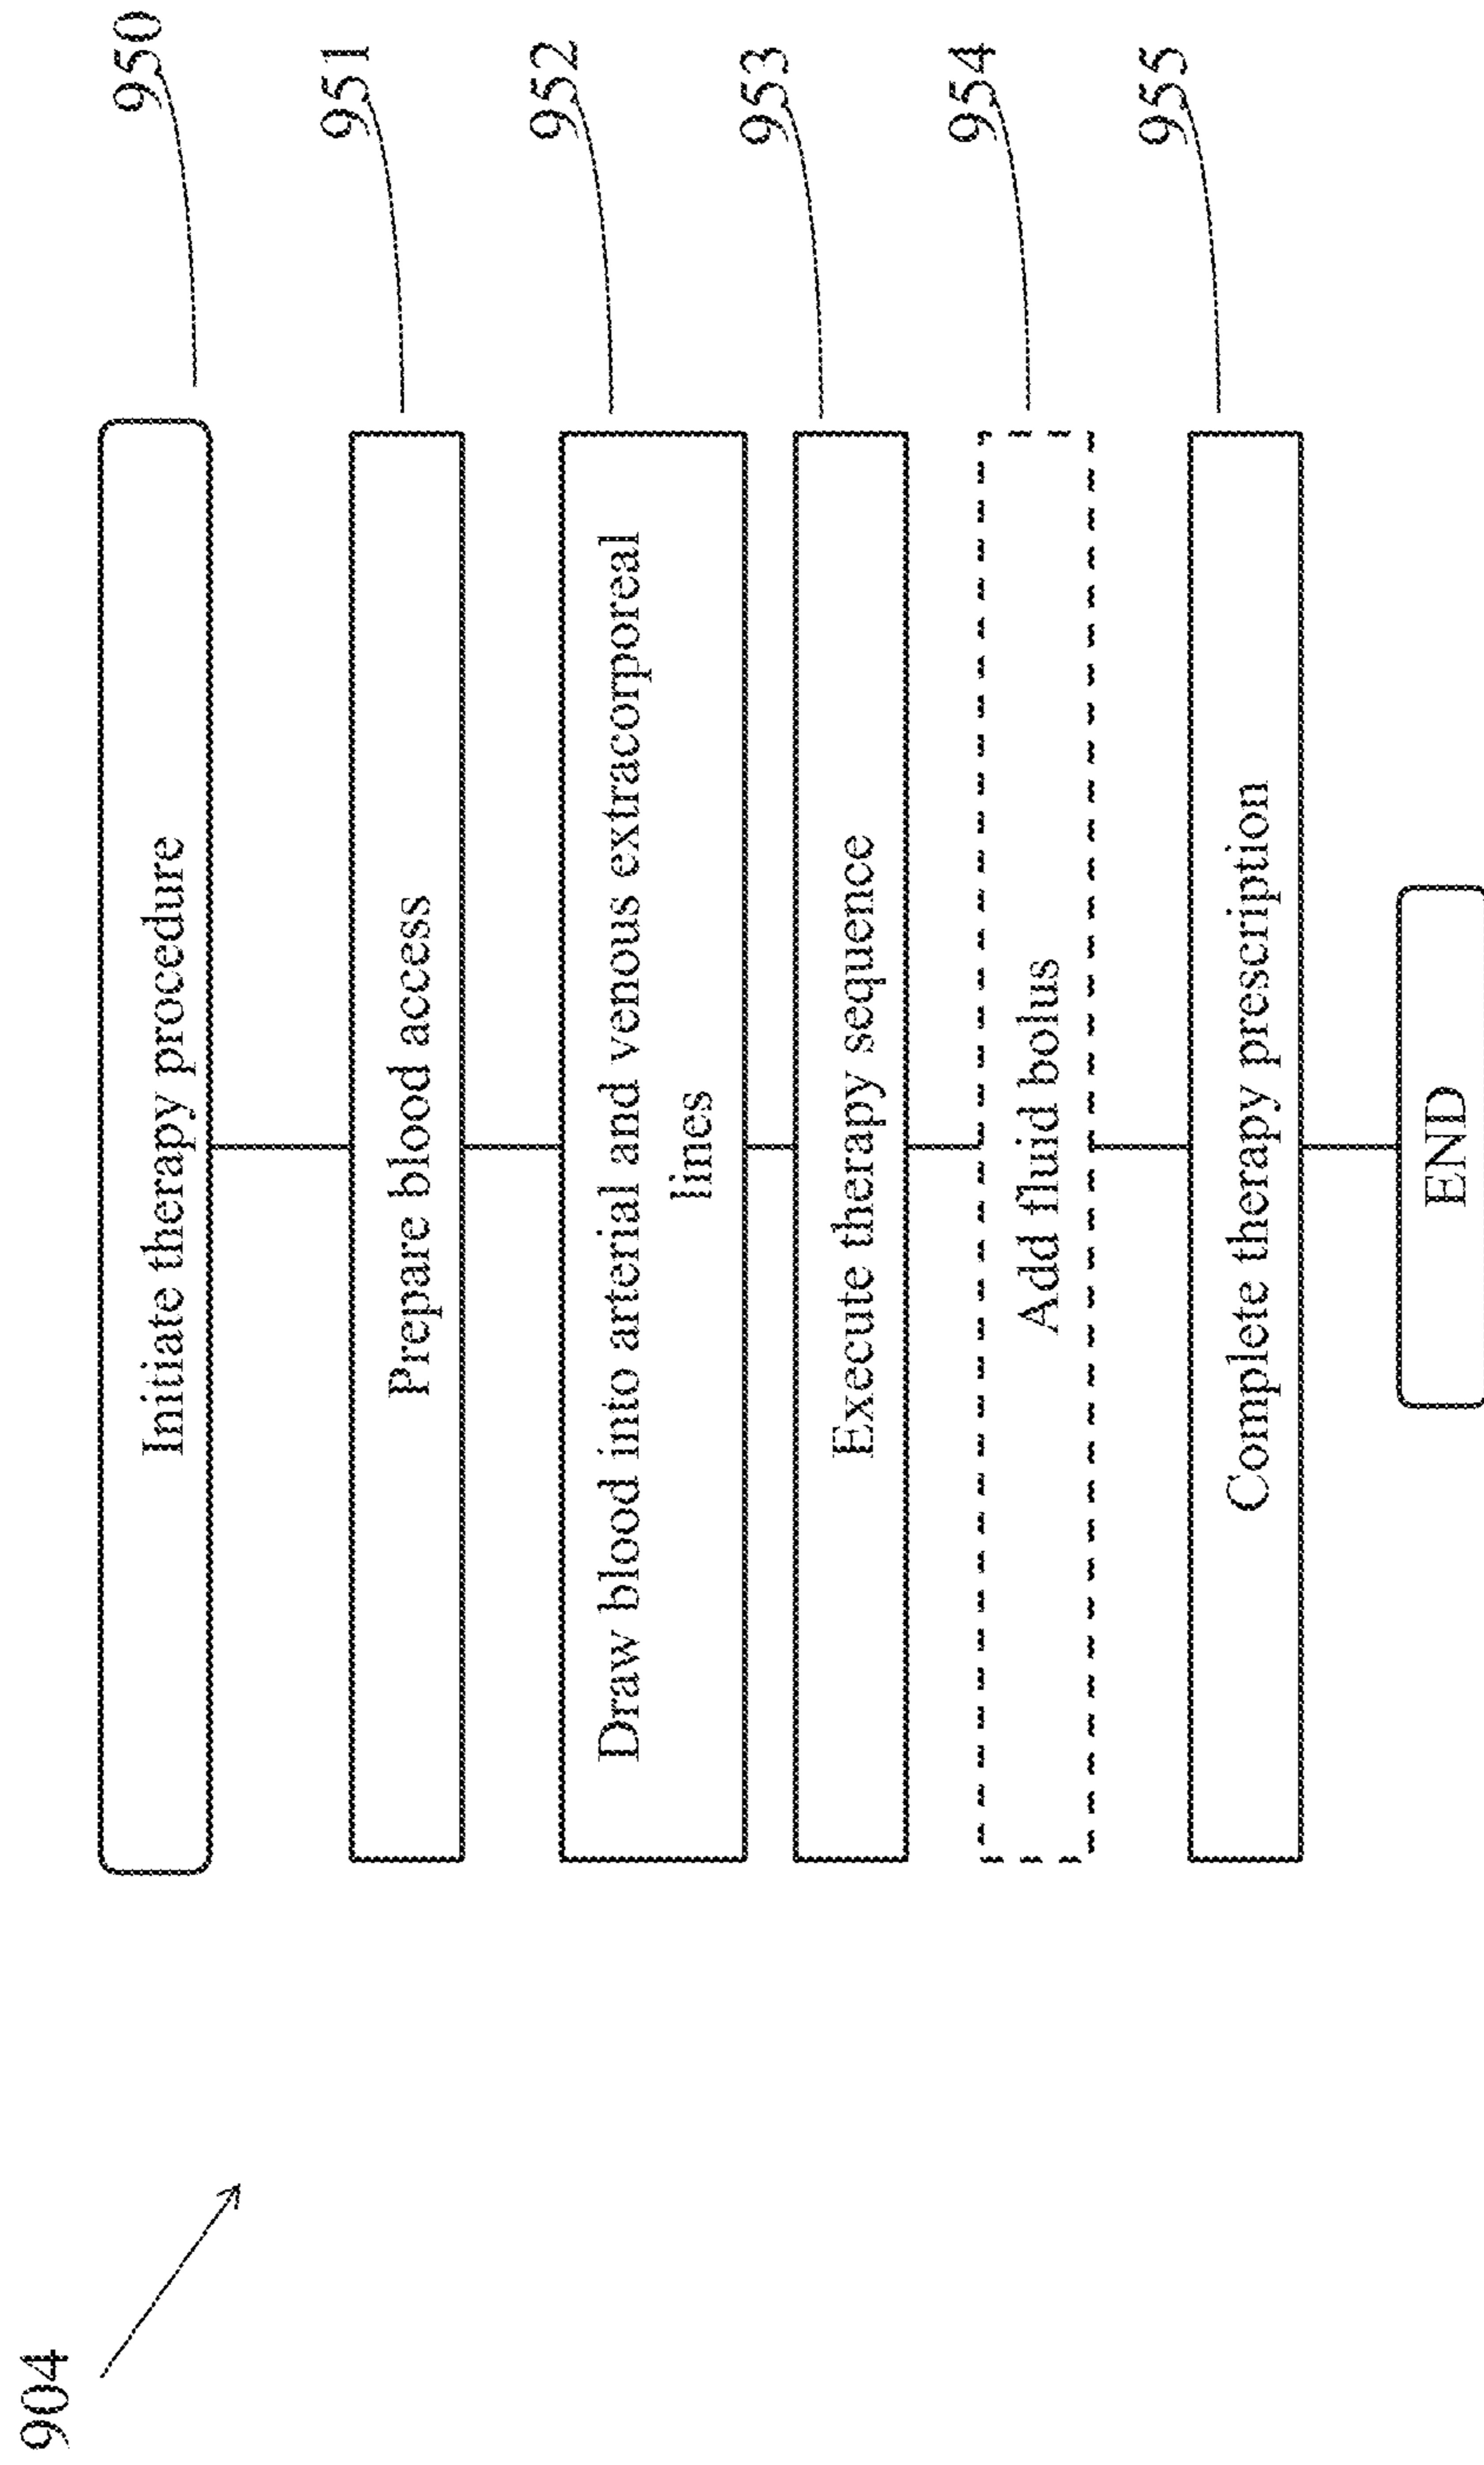 904
Initiate therapy procedure
950
Prepare blood access
951
Draw blood into arterial and venous extracorporeal
lines
952
Execute therapy sequence
953
Add fluid bolus
954
Complete therapy prescription
955
END